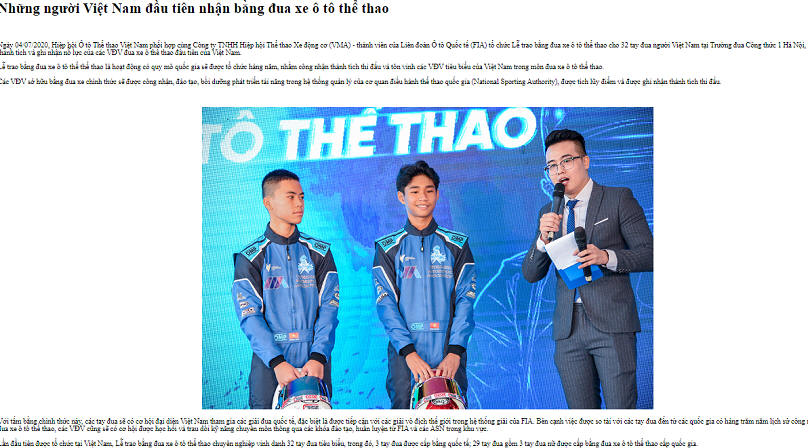 Những người Việt Nam đầu tiên nhận bằng đua xe ô tô thể thao
Ngày 04/07/2020, Hiệp hội Ô tô Thể thao Việt Nam phối hợp cùng Công ty TNHH Hiệp hội Thể thao Xe động cơ (VMA) - thành viên của Liên đoàn Ô tô Quốc tế (FIA) tổ chức Lễ trao bằng đua xe ô tô thể thao cho 32 tay đua người Việt Nam tại Trường đua Công thức 1 Hà Nội,
thành tích và ghi nhận nỗ lực của các VĐV đua xe ô tô thể thao đầu tiên của Việt Nam.
Lễ trao bằng đua xe ô tô thể thao là hoạt động có quy mô quốc gia sẽ được tổ chức hàng năm, nhằm công nhận thành tích thi đấu và tôn vinh các VĐV tiêu biểu của Việt Nam trong môn đua xe ô tô thể thao.
Các VĐV sở hữu bằng đua xe chính thức sẽ được công nhận, đào tạo, bồi dưỡng phát triển tài năng trong hệ thống quản lý của cơ quan điều hành thể thao quốc gia (National Sporting Authority), được tích lũy điểm và được ghi nhận thành tích thi đấu.
TÔ THỂ THAO
Với tấm bằng chính thức này, các tay đua sẽ có cơ hội đại diện Việt Nam tham gia các giải đua quốc tế, đặc biệt là được tiếp cận với các giải vô địch thế giới trong hệ thống giải của FIA. Bên cạnh việc được so tài với các tay đua đến từ các quốc gia có hàng trăm năm lịch sử công
đua xe ô tô thể thao, các VĐV cũng sẽ có cơ hội được học hỏi và trao đổi kỹ năng chuyên môn thông qua các khóa đào tạo, huấn luyện từ FIA và các ASN trong khu vực.
Lần đầu tiên được tổ chức tại Việt Nam, Lễ trao bằng đua xe ô tô thể thao chuyên nghiệp vinh danh 32 tay đua tiêu biểu, trong đó, 3 tay đua được cấp bằng quốc tế; 29 tay đua gồm 3 tay đua nữ được cấp bằng đua xe ô tô thể thao cấp quốc gia.